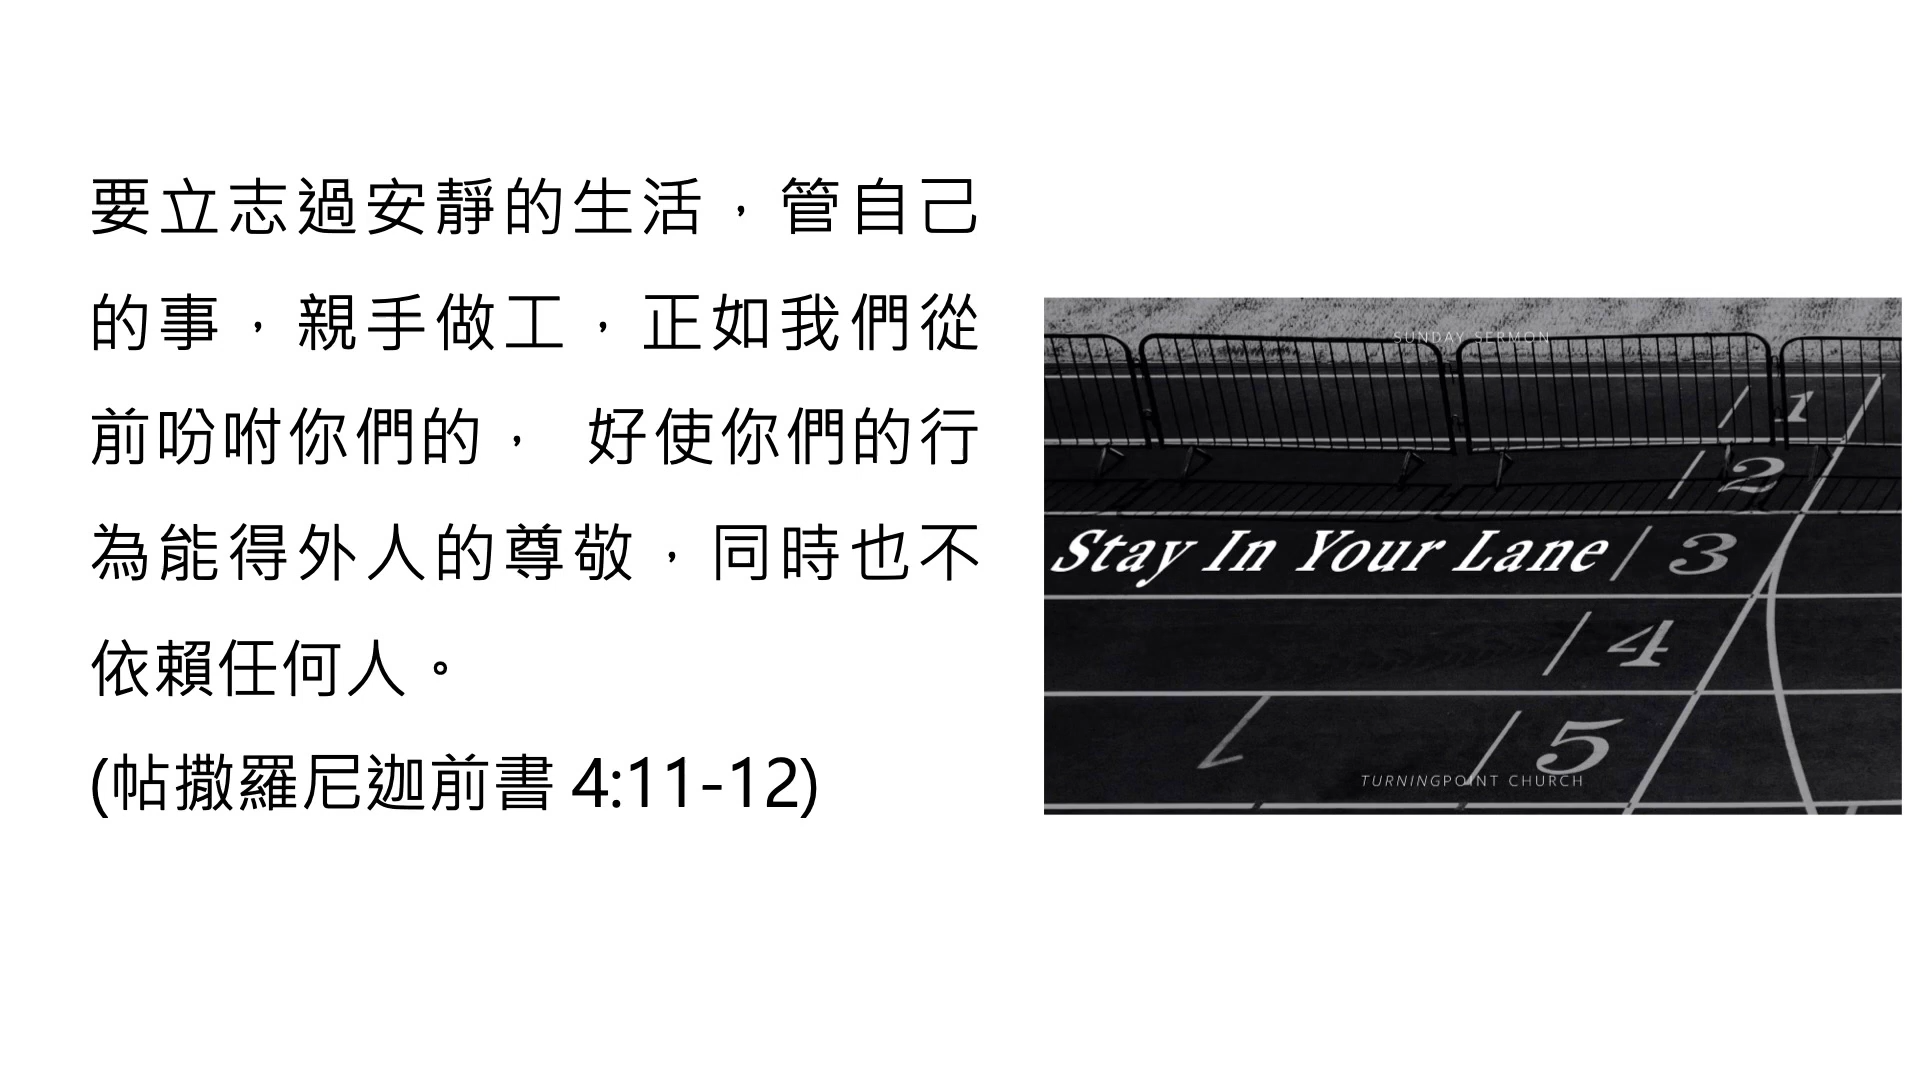 要立志過安靜的生活，管自己
的事，親手做工，正如我們從
前吩咐你們的， 好使你們的行
為能得外人的尊敬，同時也不
依賴任何人。
(帖撒羅尼迦前書 4:11-12)
SUNDAY SERMON
1
2
Stay In Your Lane 3
4
5
TURNINGPOINT CHURCH